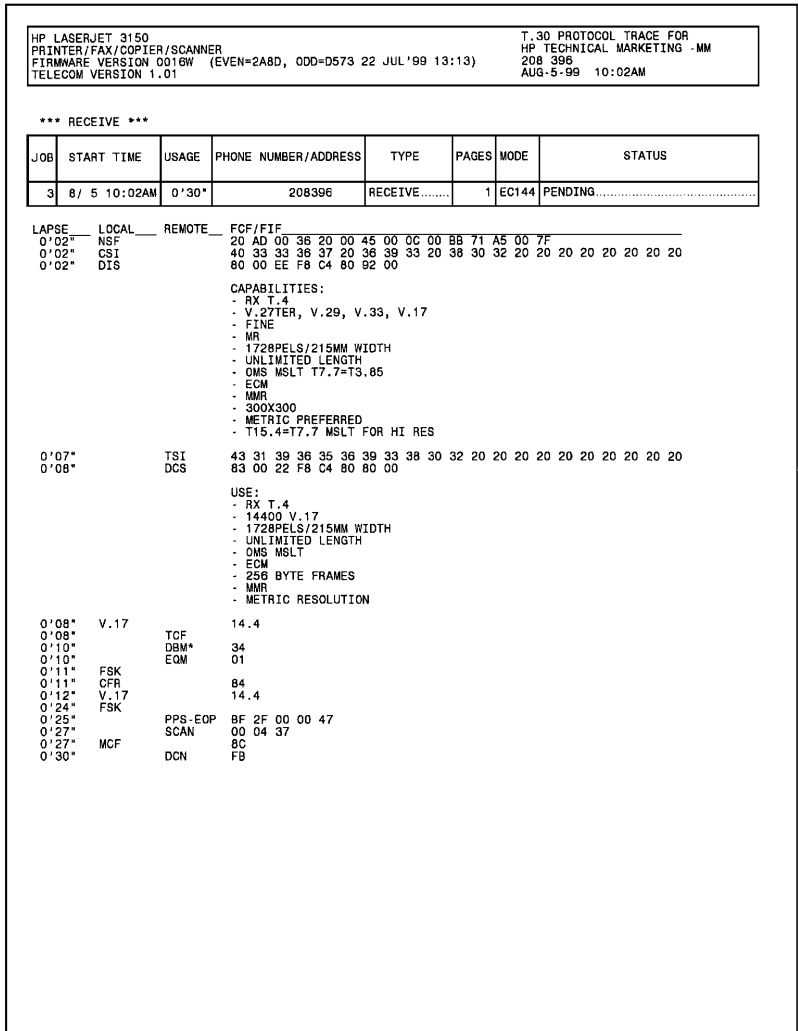 HP LASERJET 3150
PRINTER/FAX/COPIER/SCANNER
FIRMWARE VERSION 0016W (EVEN=2A8D, ODD=D573 22 JUL'99 13:13)
TELECOM VERSION 1.01
T.30 PROTOCOL TRACE FOR
HP TECHNICAL MARKETING -MM
208 396
AUG-5-99 10:02AM
*** RECEIVE ***
JOB START TIME USAGE PHONE NUMBER/ADDRESS TYPE PAGES MODE STATUS
3 8/ 5 10:02AM 0'30" 208396 RECEIVE........ 1 EC144 PENDING............................................
LAPSE___ LOCAL___ REMOTE__ FCF/FIF________________________________________
0'02" NSF 20 AD 00 36 20 00 45 00 0C 00 BB 71 A5 00 7F
0'02" CSI 40 33 33 36 37 20 36 39 33 20 38 30 32 20 20 20 20 20 20 20 20
0'02" DIS 80 00 EE F8 C4 80 92 00
CAPABILITIES:
- RX T.4
- V.27TER, V.29, V.33, V.17
- FINE
- MR
- 1728PELS/215MM WIDTH
- UNLIMITED LENGTH
- OMS MSLT T7.7=T3.85
- ECM
- MMR
- 300X300
- METRIC PREFERRED
- T15.4=T7.7 MSLT FOR HI RES
0'07" TSI 43 31 39 36 35 36 39 33 38 30 32 20 20 20 20 20 20 20 20 20 20
0'08" DCS 83 00 22 F8 C4 80 80 00
USE:
- RX T.4
- 14400 V.17
- 1728PELS/215MM WIDTH
- UNLIMITED LENGTH
- OMS MSLT
- ECM
- 256 BYTE FRAMES
- MMR
- METRIC RESOLUTION
0'08" V.17 14.4
0'08" TCF
0'10" DBM* 34
0'10" EQM 01
0'11" FSK
0'11" CFR 84
0'12" V.17 14.4
0'24" FSK
0'25" PPS-EOP BF 2F 00 00 47
0'27" SCAN 00 04 37
0'27" MCF 8C
0'30" DCN FB